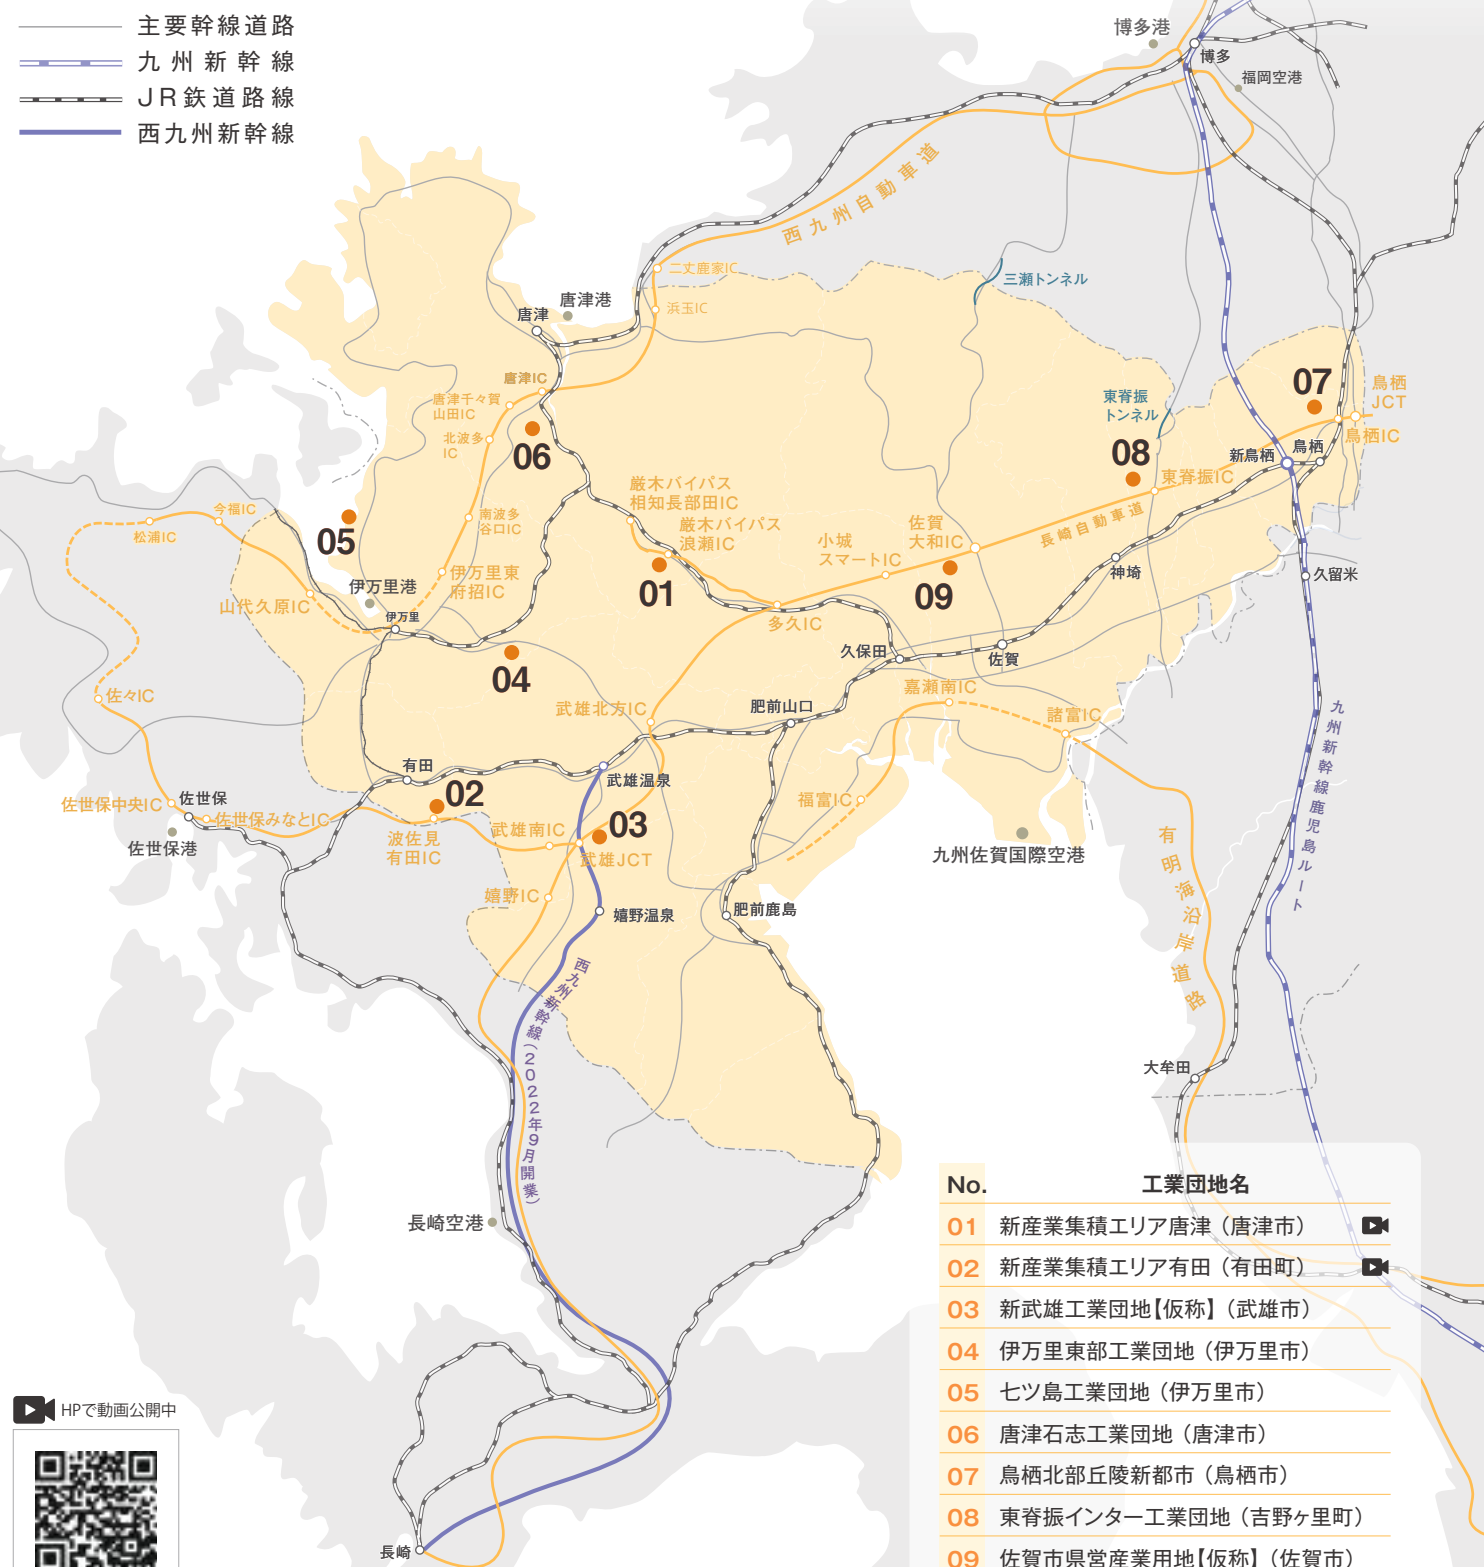 主要幹線道路
九州新幹線
JR鉄道路線
西九州新幹線
博多港
博多
福岡空港
西九州自動車道
二丈鹿家IC
浜玉IC
三瀬トンネル
唐津港
唐津
唐津IC
唐津千々賀
山田IC
北波多
IC
06
東脊振
トンネル
07
鳥栖
JCT
鳥栖IC
鳥栖
新鳥栖
08
東脊振IC
長崎自動車道
厳木バイパス
相知長部田IC
厳木バイパス
浪瀬IC
南波多
谷口IC
今福IC
松浦IC
05
伊万里港
伊万里
伊万里東
府招IC
山代久原IC
01
小城
スマートIC
佐賀
大和IC
09
神埼
久留米
多久IC
久保田
佐賀
04
佐々IC
武雄北方IC
肥前山口
嘉瀬南IC
諸富IC
九州新幹線鹿児島ルート
有田
02
武雄温泉
福富IC
佐世保中央IC
佐世保
佐世保みなとIC
佐世保港
波佐見
有田IC
武雄南IC
03
武雄JCT
九州佐賀国際空港
有明海沿岸道路
嬉野IC
嬉野温泉
肥前鹿島
西九州新幹線(2022年9月開業)
大牟田
長崎空港
長崎
No. 工業団地名
01 新産業集積エリア唐津（唐津市）
02 新産業集積エリア有田（有田町）
03 新武雄工業団地【仮称】（武雄市）
04 伊万里東部工業団地（伊万里市）
05 七ツ島工業団地（伊万里市）
06 唐津石志工業団地（唐津市）
07 鳥栖北部丘陵新都市（鳥栖市）
08 東脊振インター工業団地（吉野ヶ里町）
09 佐賀市県営産業用地【仮称】（佐賀市）
HPで動画公開中